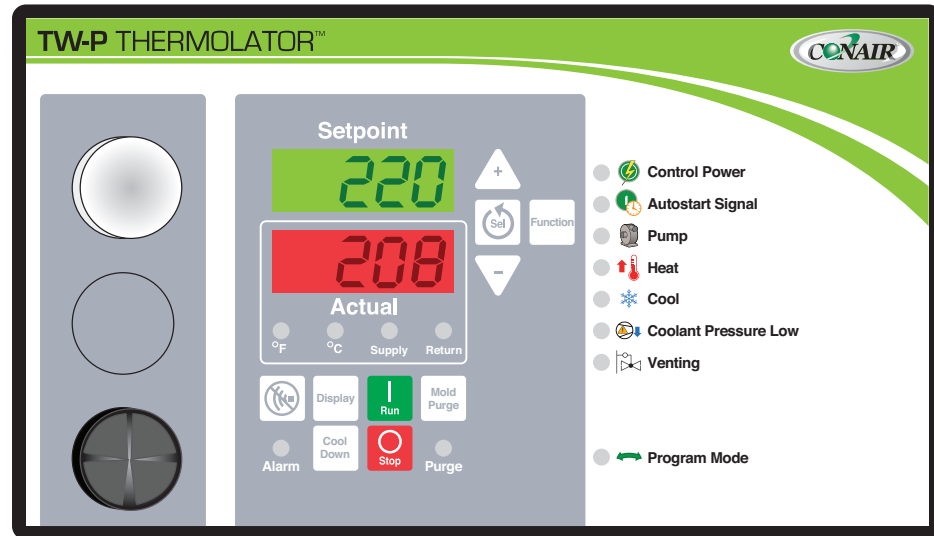 TW-P THERMOLATOR™
CONAIR
Setpoint
220
+
Sel
Function
208
-
Actual
°F
°C
Supply
Return
Display
Run
Mold
Purge
Cool
Down
Stop
Alarm
Purge
Control Power
Autostart Signal
Pump
Heat
Cool
Coolant Pressure Low
Venting
Program Mode